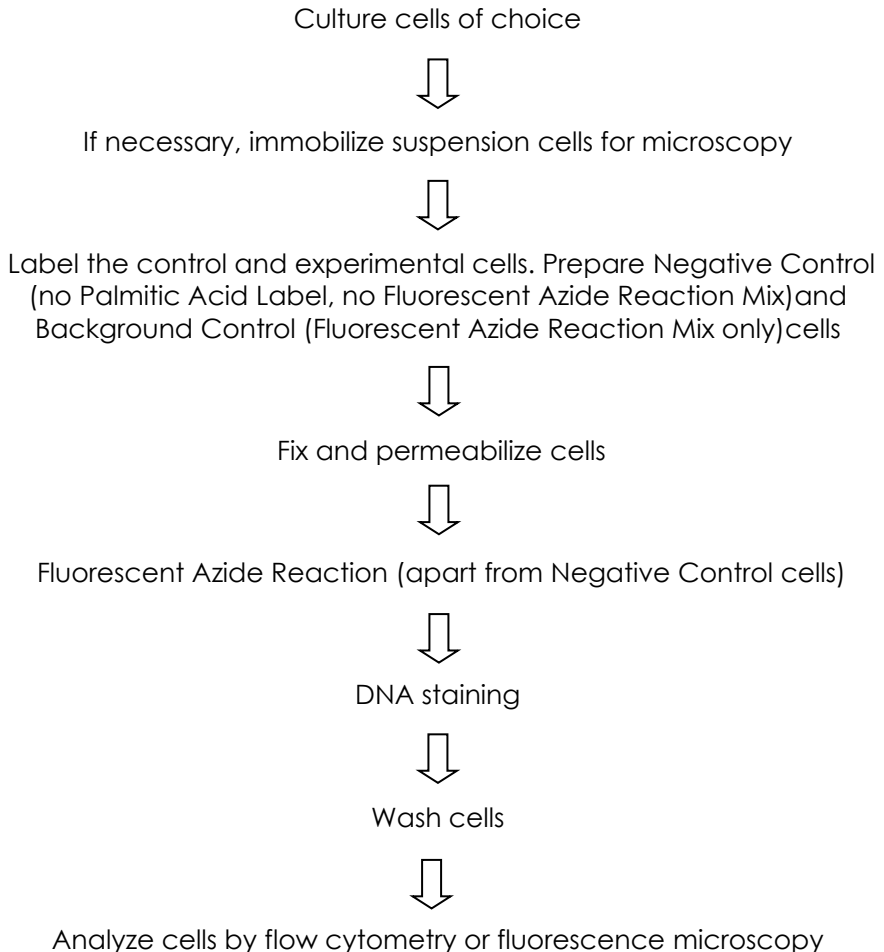 Culture cells of choice
If necessary, immobilize suspension cells for microscopy
Label the control and experimental cells. Prepare Negative Control
(no Palmitic Acid Label, no Fluorescent Azide Reaction Mix)and
Background Control (Fluorescent Azide Reaction Mix only)cells
Fix and permeabilize cells
Fluorescent Azide Reaction (apart from Negative Control cells)
DNA staining
Wash cells
Analyze cells by flow cytometry or fluorescence microscopy